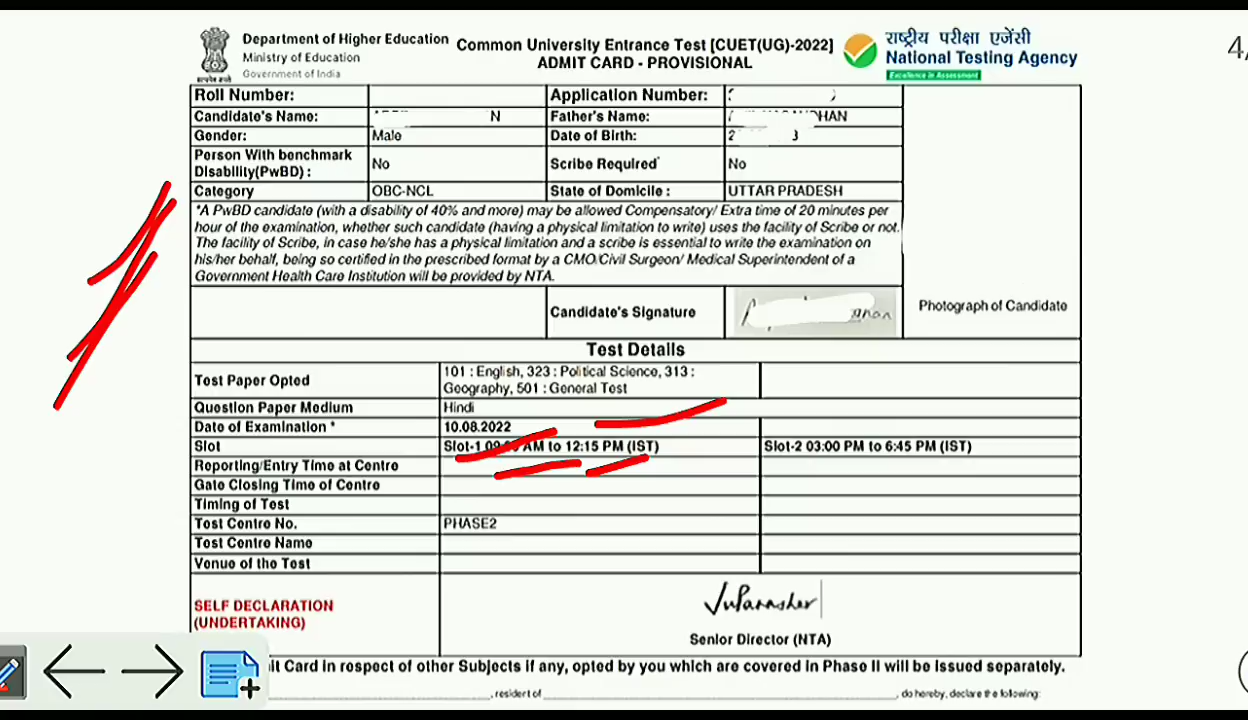 Department of Higher Education
Ministry of Education
Government of India
सत्यमेव जयते
Common University Entrance Test [CUET(UG)-2022]
ADMIT CARD - PROVISIONAL
राष्ट्रीय परीक्षा एजेंसी
National Testing Agency
Excellence in Assessment
4/
Roll Number: Application Number:
Candidate's Name: N Father's Name: HAN
Gender: Male Date of Birth: 2
Person With benchmark Disability(PwBD) : No Scribe Required* No
Category OBC-NCL State of Domicile : UTTAR PRADESH
*A PwBD candidate (with a disability of 40% and more) may be allowed Compensatory/ Extra time of 20 minutes per
hour of the examination, whether such candidate (having a physical limitation to write) uses the facility of Scribe or not.
The facility of Scribe, in case he/she has a physical limitation and a scribe is essential to write the examination on
his/her behalf, being so certified in the prescribed format by a CMO/Civil Surgeon/ Medical Superintendent of a
Government Health Care Institution will be provided by NTA.
Candidate's Signature
Photograph of Candidate
Test Details
Test Paper Opted 101 : English, 323 : Political Science, 313 :
Geography, 501 : General Test
Question Paper Medium Hindi
Date of Examination * 10.08.2022
Slot Slot-1 AM to 12:15 PM (IST) Slot-2 03:00 PM to 6:45 PM (IST)
Reporting/Entry Time at Centre
Gate Closing Time of Centre
Timing of Test
Test Centre No. PHASE2
Test Centre Name
Venue of the Test
SELF DECLARATION
(UNDERTAKING)
Senior Director (NTA)
it Card in respect of other Subjects if any, opted by you which are covered in Phase II will be issued separately.
, resident of , do hereby, declare the following: